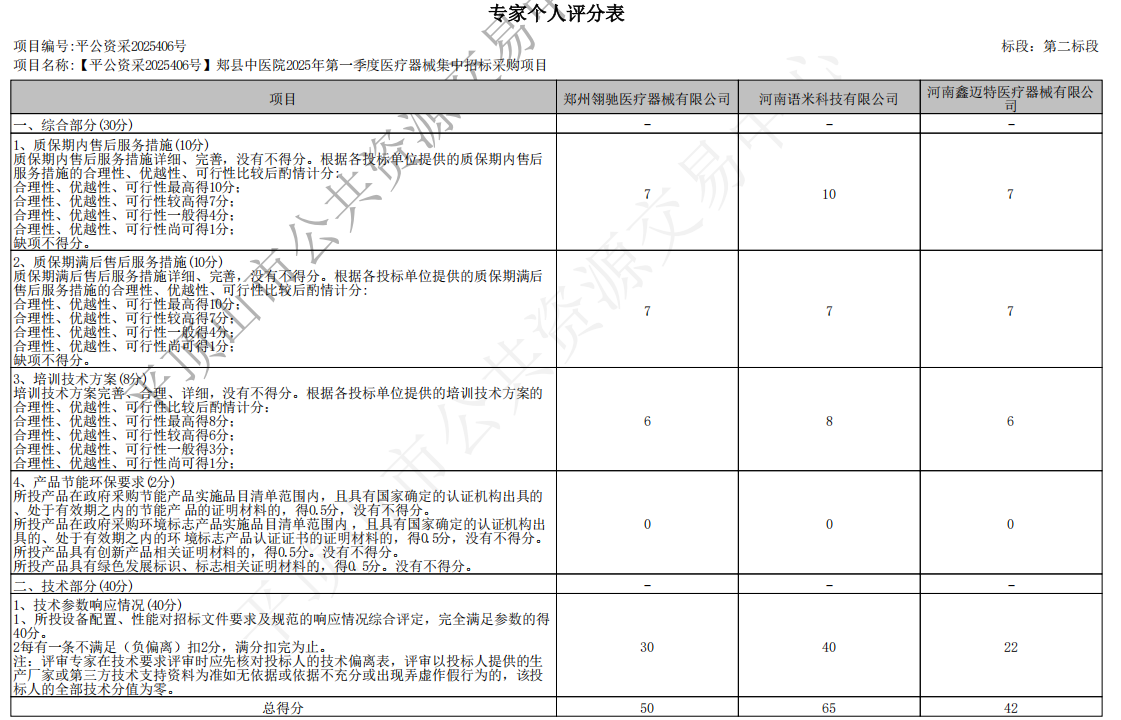 专家个人评分表
项目编号:平公资采2025406号
标段: 第二标段
项目名称:【平公资采2025406号】郏县中医院2025年第一季度医疗器械集中招标采购项目
项目 郑州翎驰医疗器械有限公司 河南语米科技有限公司 河南鑫迈特医疗器械有限公
司
一、综合部分(30分) - - -
1、质保期内售后服务措施(10分)
质保期内售后服务措施详细、完善，没有不得分。根据各投标单位提供的质保期内售后
服务措施的合理性、优越性、可行性比较后酌情计分:
合理性、优越性、可行性最高得10分;
合理性、优越性、可行性较高得7分;
合理性、优越性、可行性一般得4分;
合理性、优越性、可行性尚可得1分;
缺项不得分。
7 10 7
2、质保期满后售后服务措施(10分)
质保期满后售后服务措施详细、完善，没有不得分。根据各投标单位提供的质保期满后
售后服务措施的合理性、优越性、可行性比较后酌情计分:
合理性、优越性、可行性最高得10分;
合理性、优越性、可行性较高得7分;
合理性、优越性、可行性一般得4分;
合理性、优越性、可行性尚可得1分;
缺项不得分。
7 7 7
3、培训技术方案(8分)
培训技术方案完善、合理、详细，没有不得分。根据各投标单位提供的培训技术方案的
合理性、优越性、可行性比较后酌情计分:
合理性、优越性、可行性最高得8分;
合理性、优越性、可行性较高得6分;
合理性、优越性、可行性一般得3分;
合理性、优越性、可行性尚可得1分;
6 8 6
4、产品节能环保要求(2分)
所投产品在政府采购节能产品实施品目清单范围内，且具有国家确定的认证机构出具的
、处于有效期之内的节能产 品的证明材料的，得0.5分，没有不得分。
所投产品在政府采购环境标志产品实施品目清单范围内 ，且具有国家确定的认证机构出
具的、处于有效期之内的环 境标志产品认证证书的证明材料的，得0.5分，没有不得分。
所投产品具有创新产品相关证明材料的，得0.5分。没有不得分。
所投产品具有绿色发展标识、标志相关证明材料的，得0. 5分。没有不得分。
0 0 0
二、技术部分(40分) - - -
1、技术参数响应情况(40分)
1、所投设备配置、性能对招标文件要求及规范的响应情况综合评定，完全满足参数的得
40分。
2每有一条不满足（负偏离）扣2分，满分扣完为止。
注: 评审专家在技术要求评审时应先核对投标人的技术偏离表，评审以投标人提供的生
产厂家或第三方技术支持资料为准如无依据或依据不充分或出现弄虚作假行为的，该投
标人的全部技术分值为零。
30 40 22
总得分 50 65 42
平顶山市公共资源交易中
平顶山市公共资源交易中心